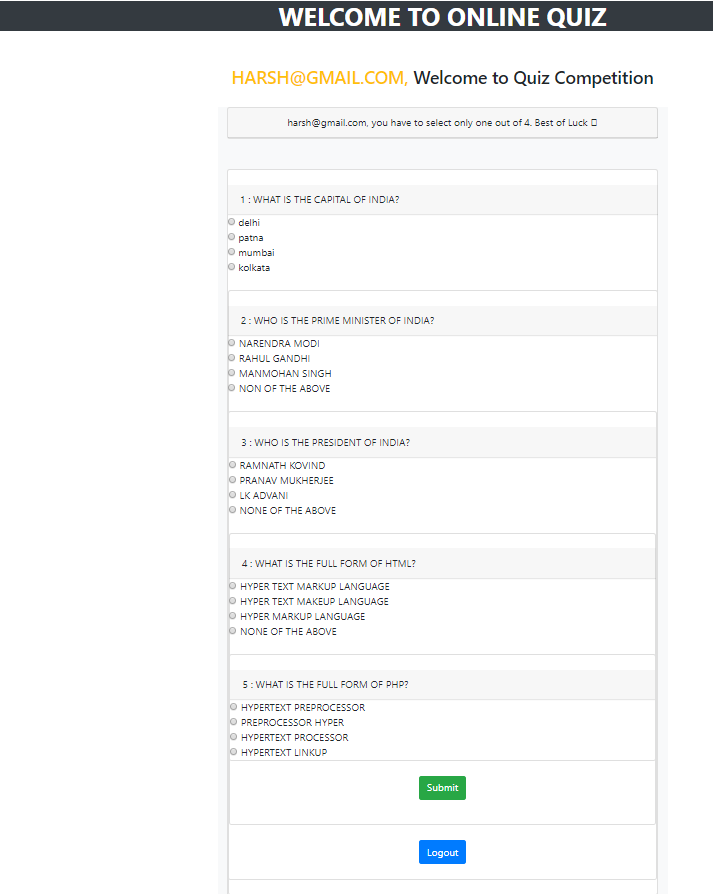 WELCOME TO ONLINE QUIZ
HARSH@GMAIL.COM, Welcome to Quiz Competition
harsh@gmail.com, you have to select only one out of 4. Best of Luck
1 : WHAT IS THE CAPITAL OF INDIA?
delhi
patna
mumbai
kolkata
2 : WHO IS THE PRIME MINISTER OF INDIA?
NARENDRA MODI
RAHUL GANDHI
MANMOHAN SINGH
NON OF THE ABOVE
3 : WHO IS THE PRESIDENT OF INDIA?
RAMNATH KOVIND
PRANAV MUKHERJEE
LK ADVANI
NONE OF THE ABOVE
4 : WHAT IS THE FULL FORM OF HTML?
HYPER TEXT MARKUP LANGUAGE
HYPER TEXT MAKEUP LANGUAGE
HYPER MARKUP LANGUAGE
NONE OF THE ABOVE
5 : WHAT IS THE FULL FORM OF PHP?
HYPERTEXT PREPROCESSOR
PREPROCESSOR HYPER
HYPERTEXT PROCESSOR
HYPERTEXT LINKUP
Submit
Logout